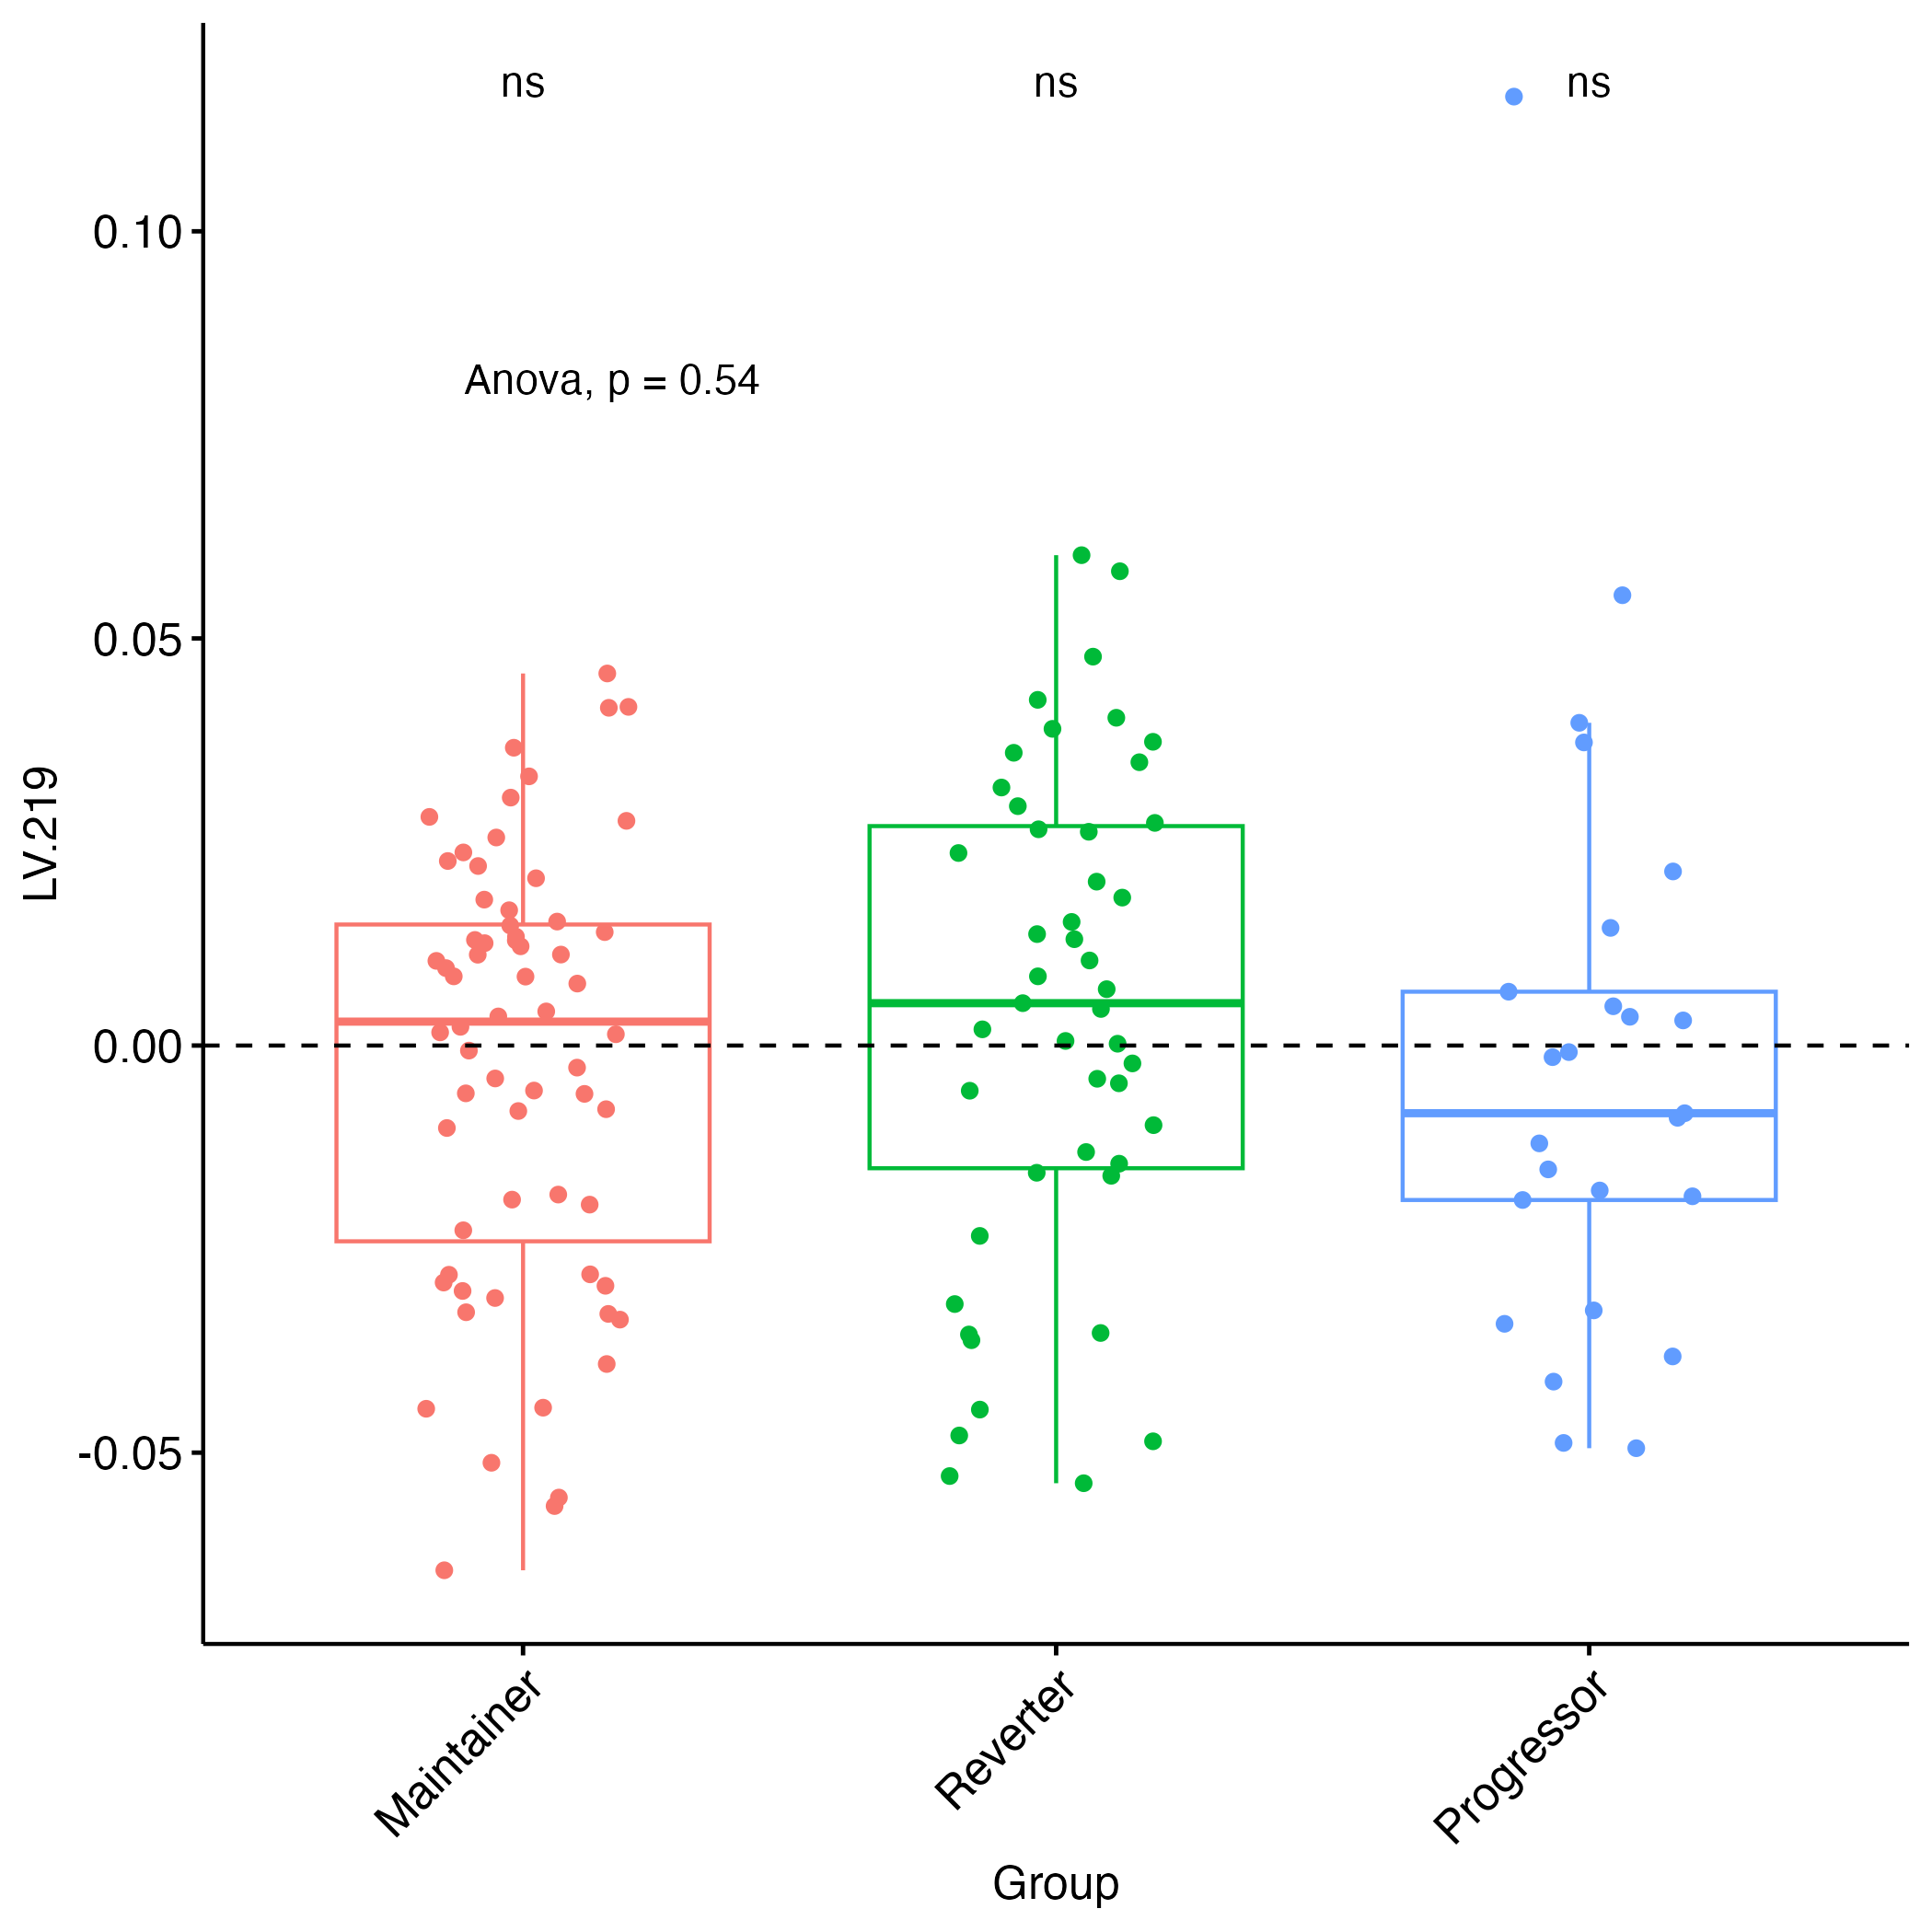 ns ns ns
Anova, p = 0.54
LV.219
0.10
0.05
0.00
-0.05
Maintainer
Reverter
Progressor
Group